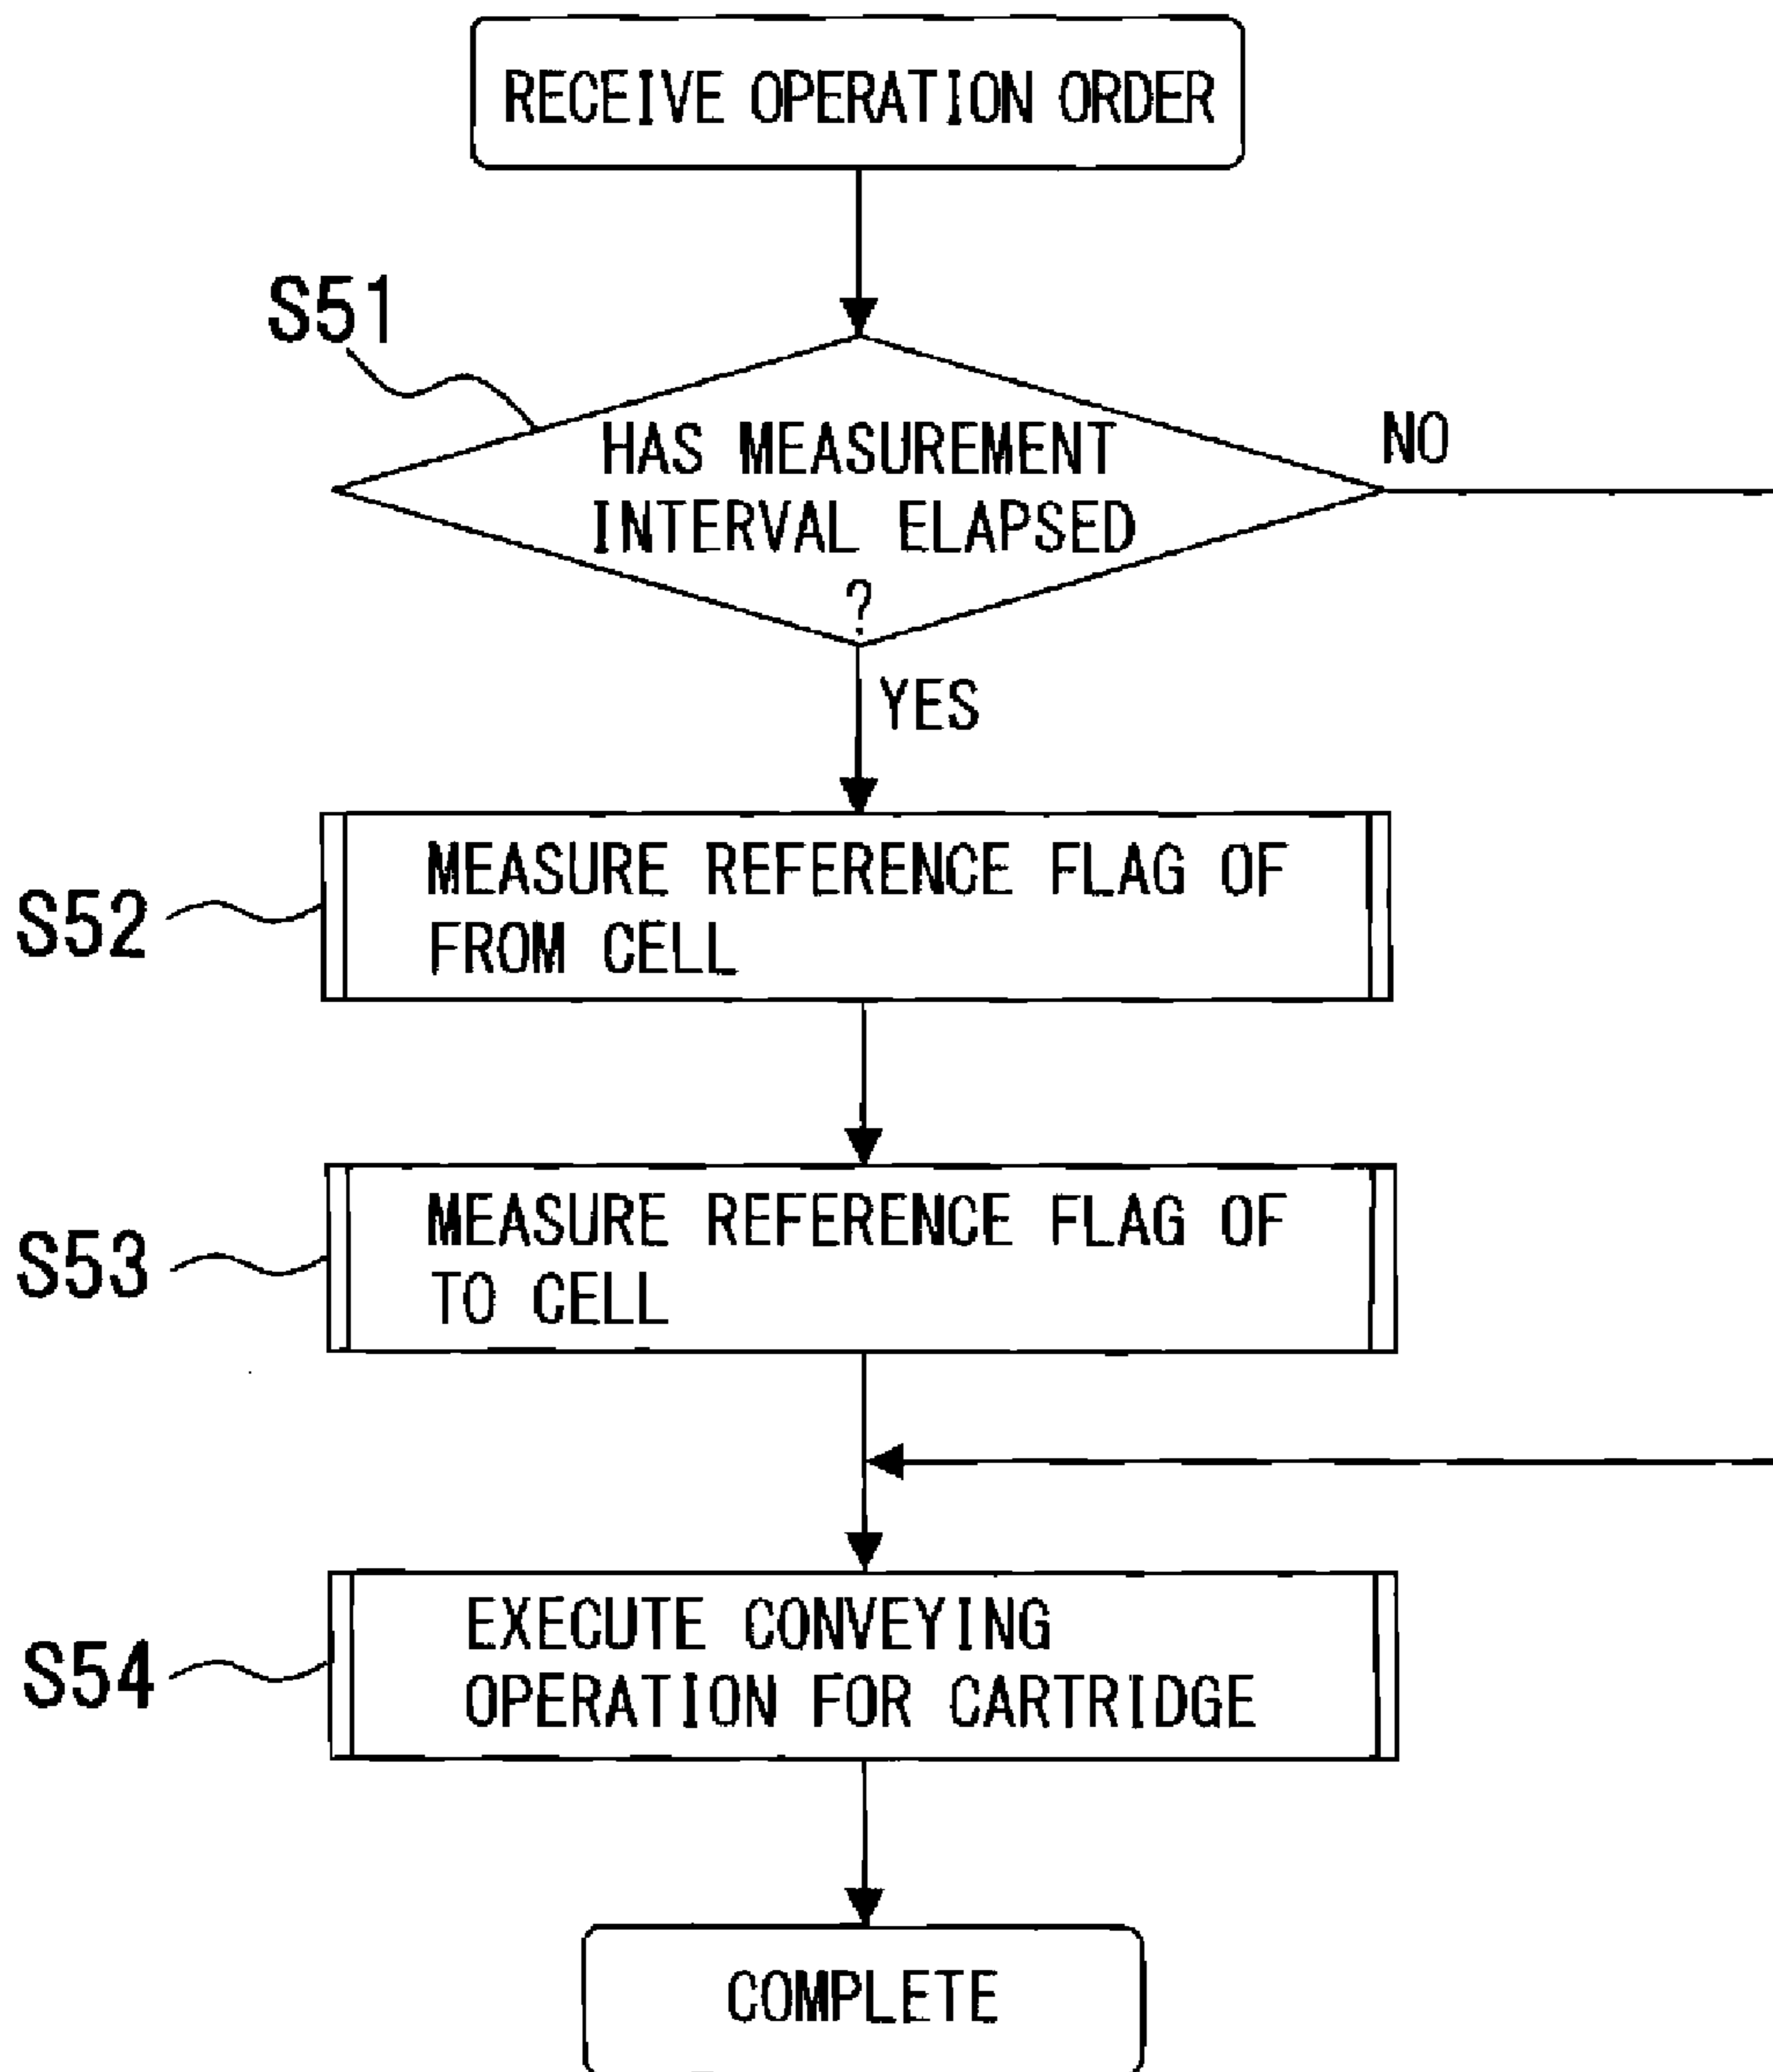 RECEIVE OPERATION ORDER
S51
HAS MEASUREMENT
INTERVAL ELAPSED
?
NO
YES
S52
MEASURE REFERENCE FLAG OF
FROM CELL
S53
MEASURE REFERENCE FLAG OF
TO CELL
S54
EXECUTE CONVEYING
OPERATION FOR CARTRIDGE
COMPLETE